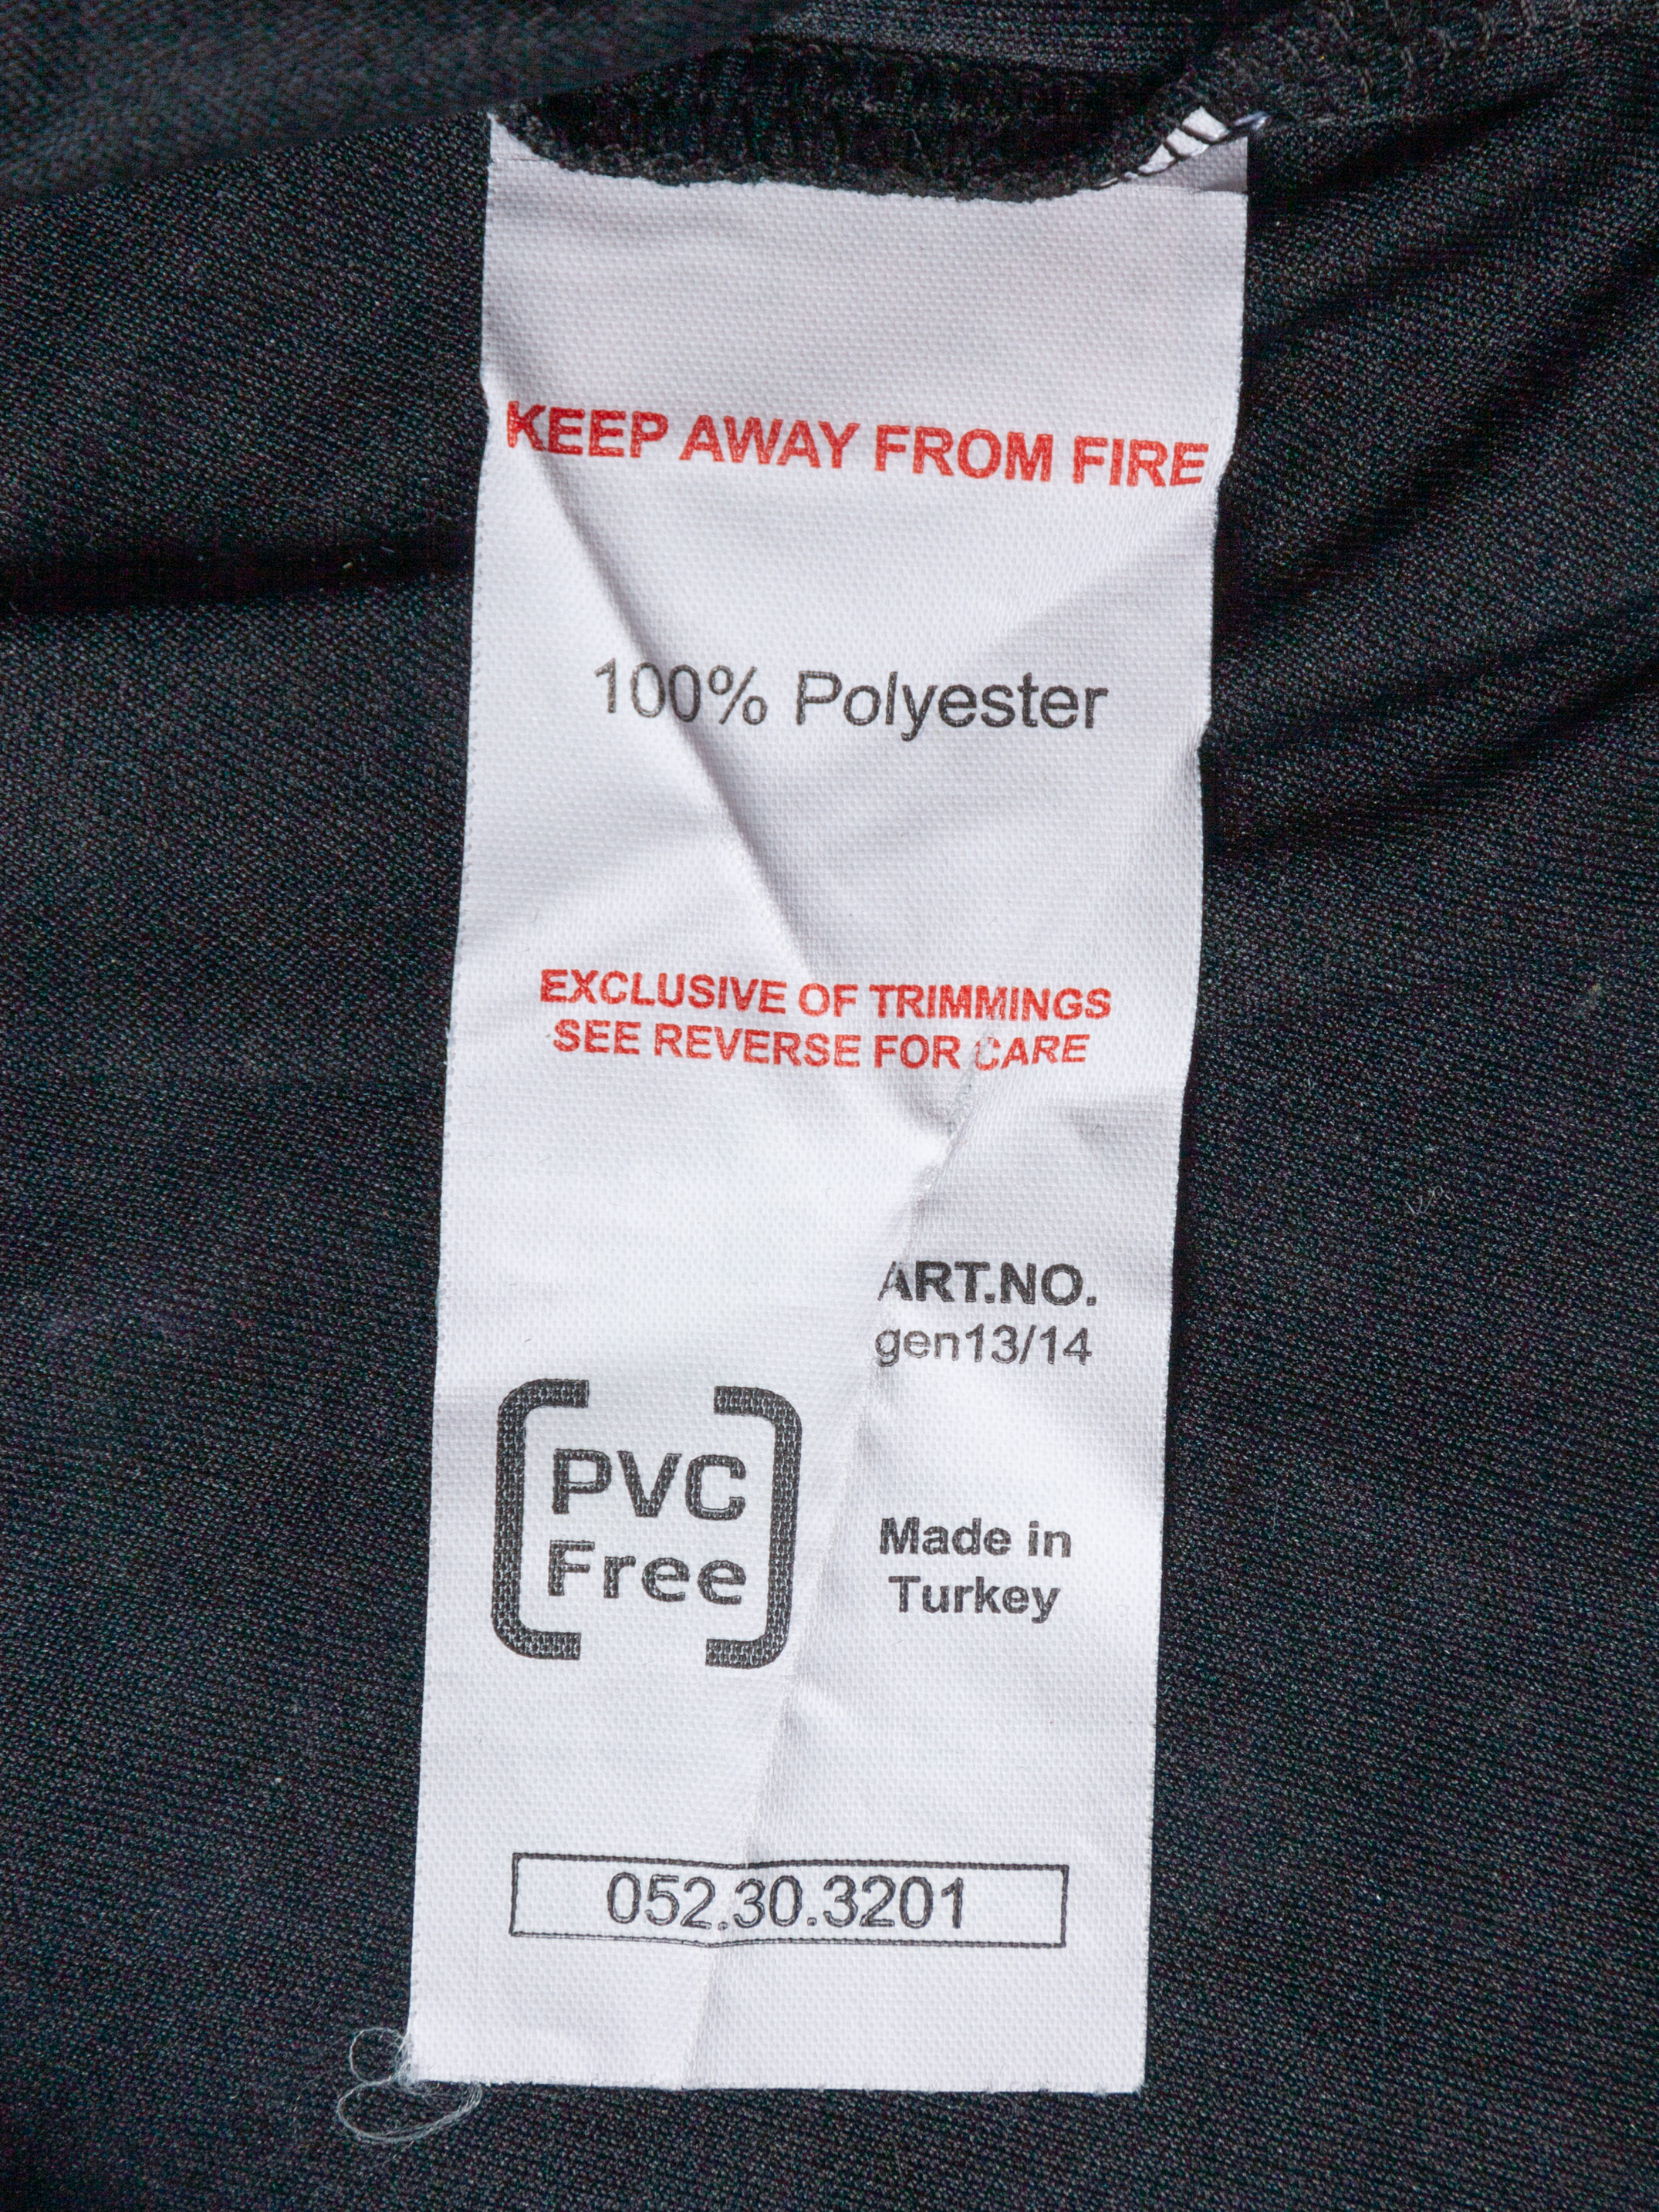 KEEP AWAY FROM FIRE
100% Polyester
EXCLUSIVE OF TRIMMINGS
SEE REVERSE FOR CARE
ART.NO.
gen13/14
PVC
Free
Made in
Turkey
052.30.3201